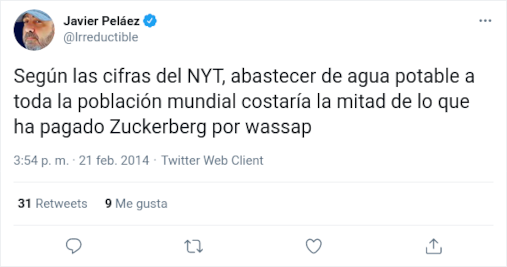 Javier Peláez
@Irreductible
Según las cifras del NYT, abastecer de agua potable a
toda la población mundial costaría la mitad de lo que
ha pagado Zuckerberg por wassap
3:54 p. m. · 21 feb. 2014 · Twitter Web Client
31 Retweets 9 Me gusta